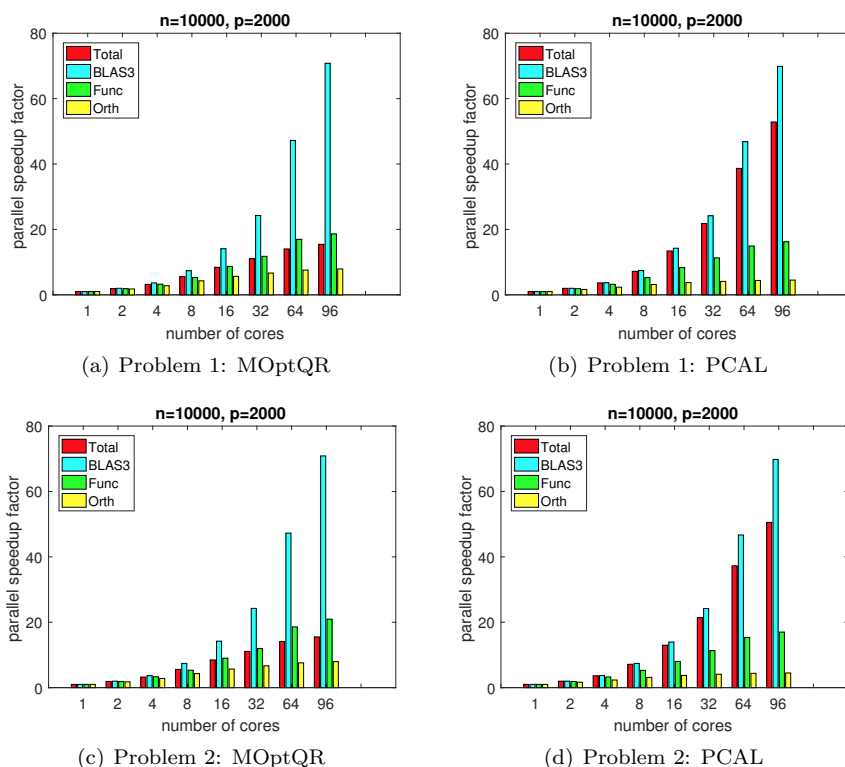 n=10000, p=2000
80
60
40
20
0
parallel speedup factor
Total
BLAS3
Func
Orth
1 2 4 8 16 32 64 96
number of cores
(a) Problem 1: MOptQR
n=10000, p=2000
80
60
40
20
0
parallel speedup factor
Total
BLAS3
Func
Orth
1 2 4 8 16 32 64 96
number of cores
(b) Problem 1: PCAL
n=10000, p=2000
80
60
40
20
0
parallel speedup factor
Total
BLAS3
Func
Orth
1 2 4 8 16 32 64 96
number of cores
(c) Problem 2: MOptQR
n=10000, p=2000
80
60
40
20
0
parallel speedup factor
Total
BLAS3
Func
Orth
1 2 4 8 16 32 64 96
number of cores
(d) Problem 2: PCAL